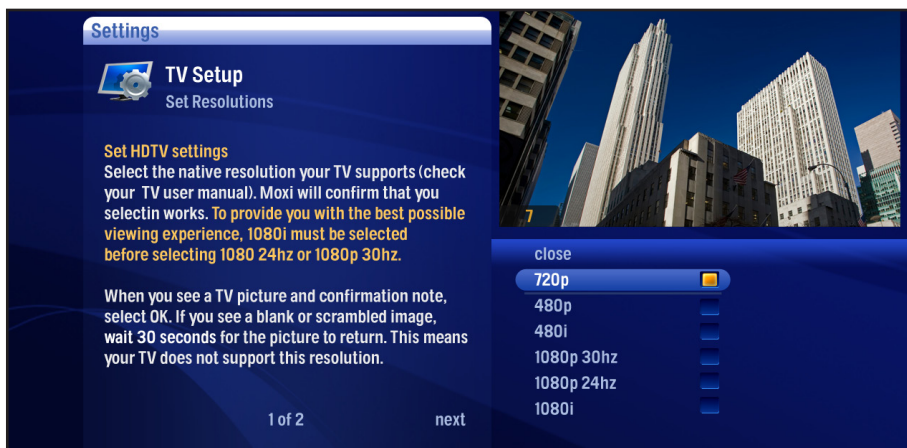 Settings
TV Setup
Set Resolutions
Set HDTV settings
Select the native resolution your TV supports (check
your TV user manual). Moxi will confirm that you
selectin works. To provide you with the best possible
viewing experience, 1080i must be selected
before selecting 1080 24hz or 1080p 30hz.
When you see a TV picture and confirmation note,
select OK. If you see a blank or scrambled image,
wait 30 seconds for the picture to return. This means
your TV does not support this resolution.
1 of 2 next
7
close
720p
480p
480i
1080p 30hz
1080p 24hz
1080i